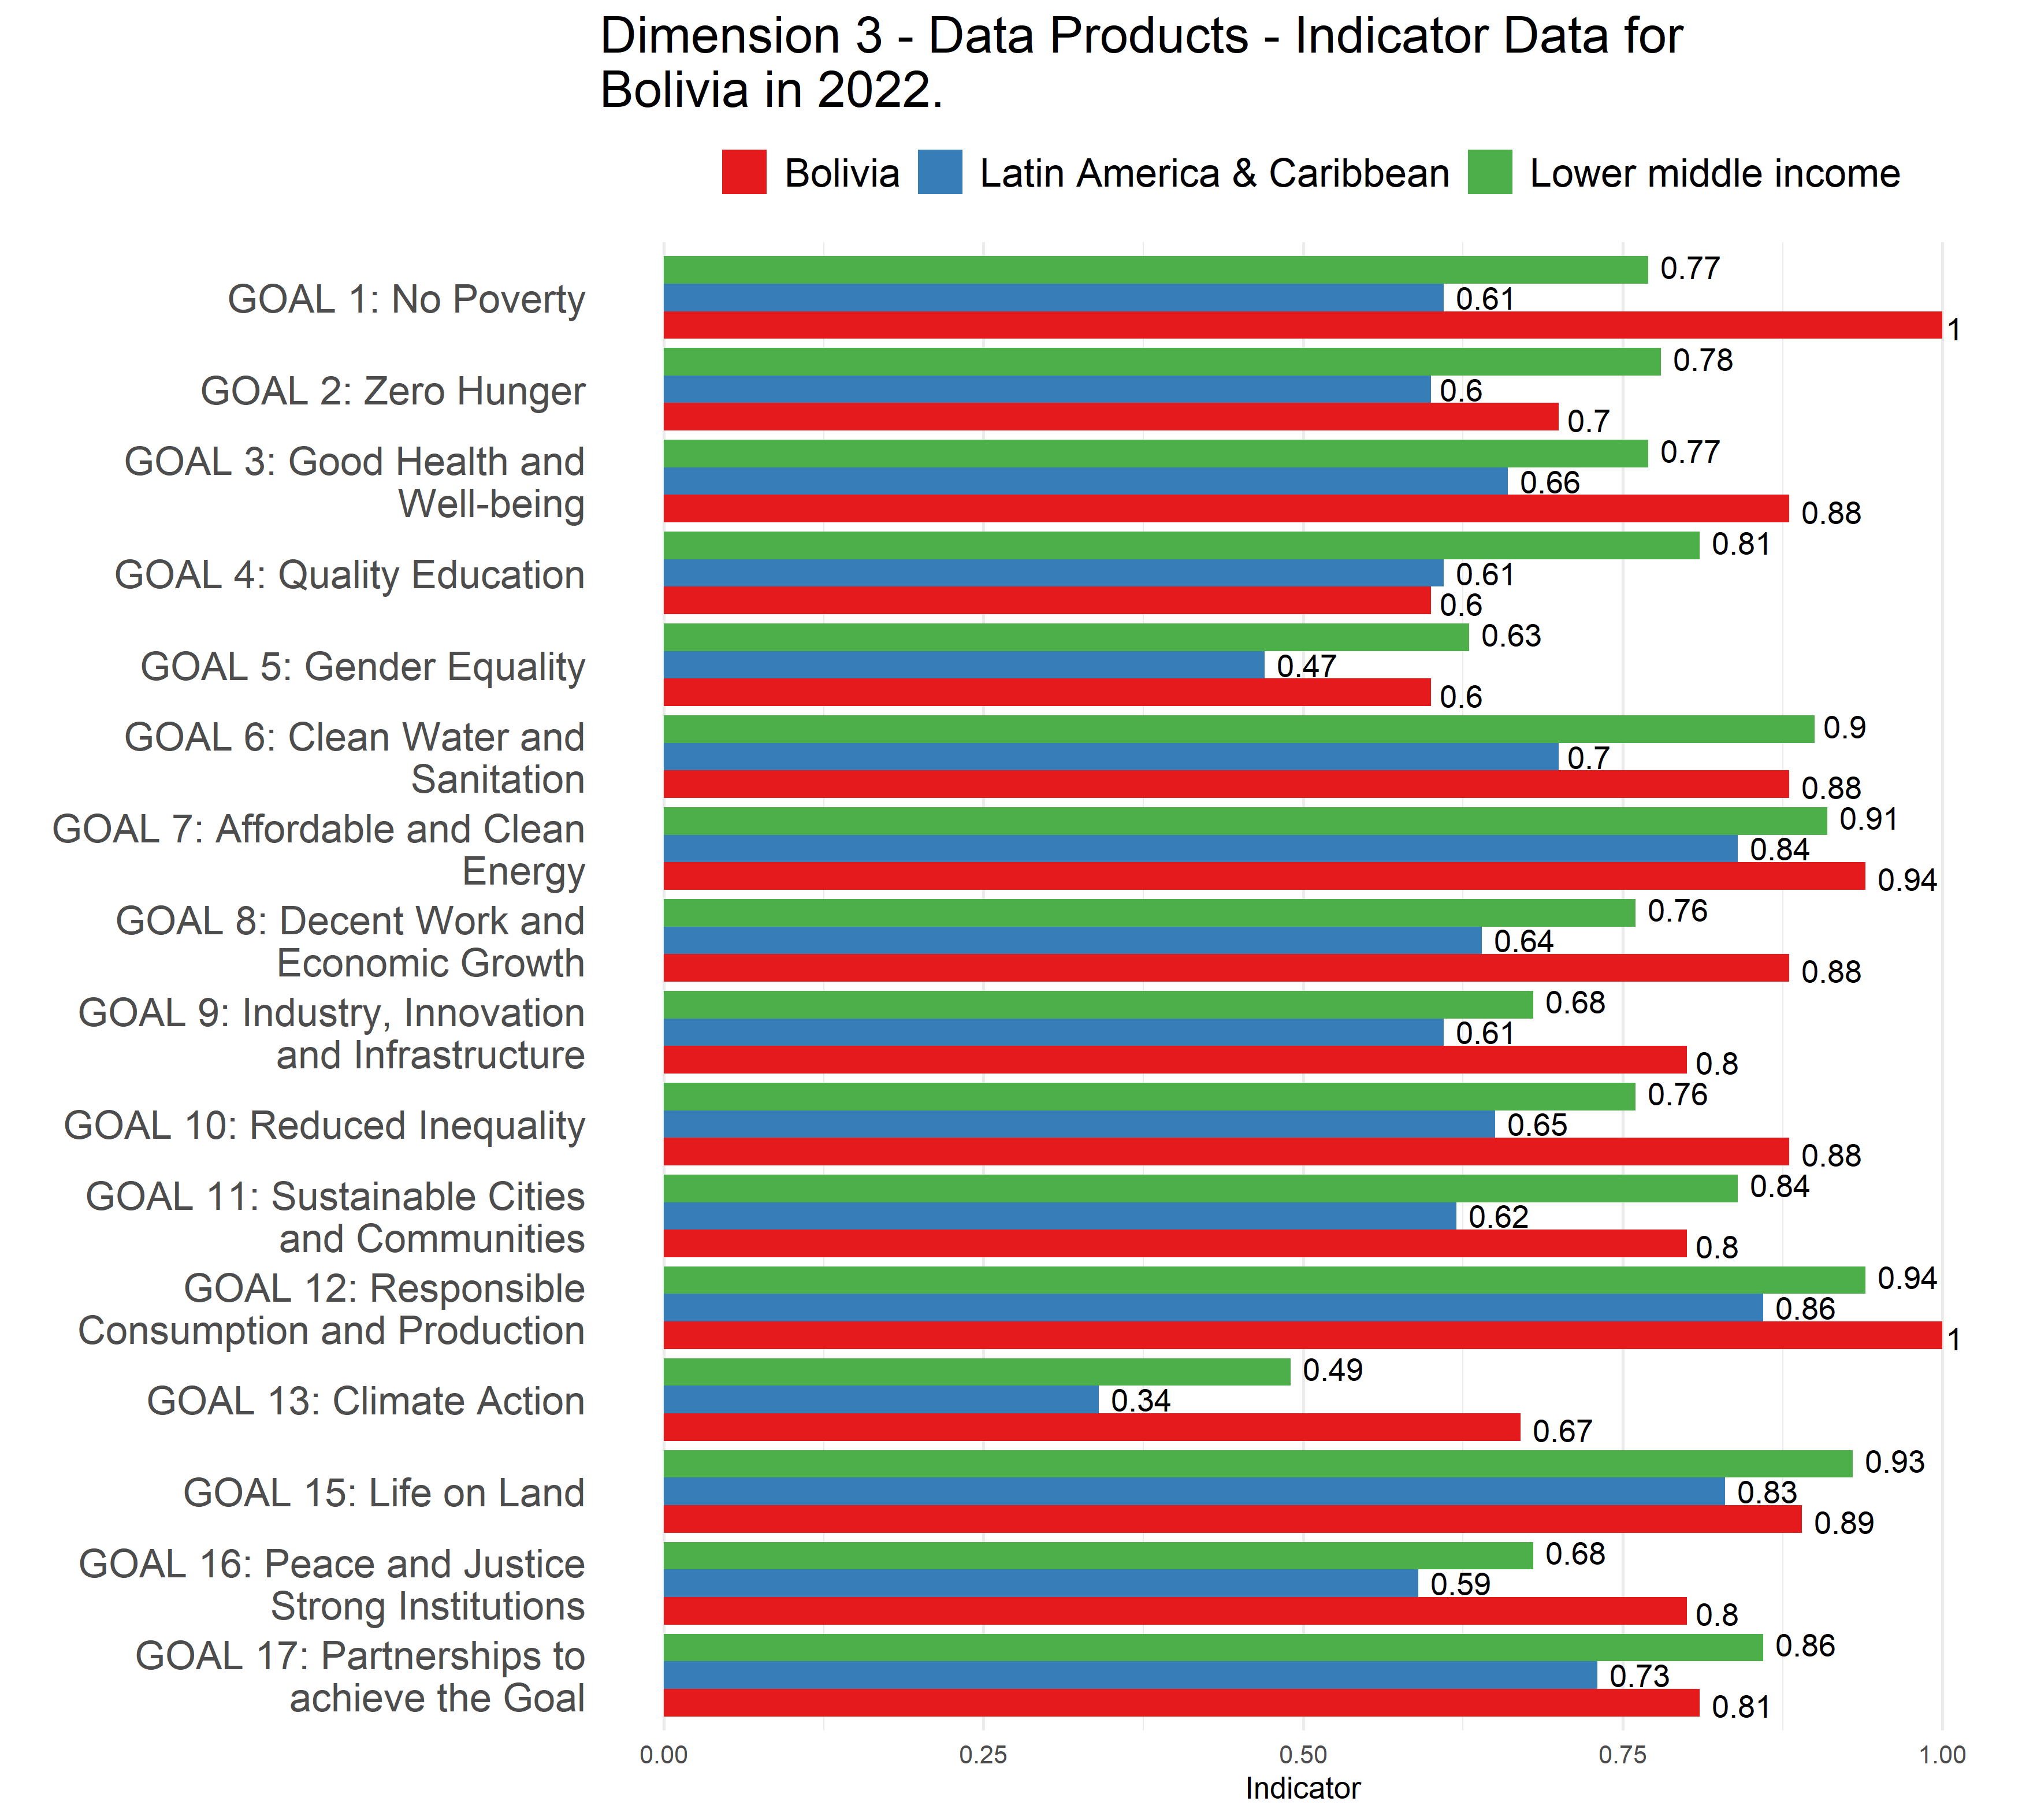 Dimension 3 - Data Products - Indicator Data for
Bolivia in 2022.
Bolivia
Latin America & Caribbean
Lower middle income
GOAL 1: No Poverty
0.77
0.61
1
GOAL 2: Zero Hunger
0.78
0.6
0.7
GOAL 3: Good Health and
Well-being
0.77
0.66
0.88
GOAL 4: Quality Education
0.81
0.61
0.6
GOAL 5: Gender Equality
0.63
0.47
0.6
GOAL 6: Clean Water and
Sanitation
0.9
0.7
0.88
GOAL 7: Affordable and Clean
Energy
0.91
0.84
0.94
GOAL 8: Decent Work and
Economic Growth
0.76
0.64
0.88
GOAL 9: Industry, Innovation
and Infrastructure
0.68
0.61
0.8
GOAL 10: Reduced Inequality
0.76
0.65
0.88
GOAL 11: Sustainable Cities
and Communities
0.84
0.62
0.8
GOAL 12: Responsible
Consumption and Production
0.94
0.86
1
GOAL 13: Climate Action
0.49
0.34
0.67
GOAL 15: Life on Land
0.93
0.83
0.89
GOAL 16: Peace and Justice
Strong Institutions
0.68
0.59
0.8
GOAL 17: Partnerships to
achieve the Goal
0.86
0.73
0.81
0.00
0.25
0.50
0.75
1.00
Indicator